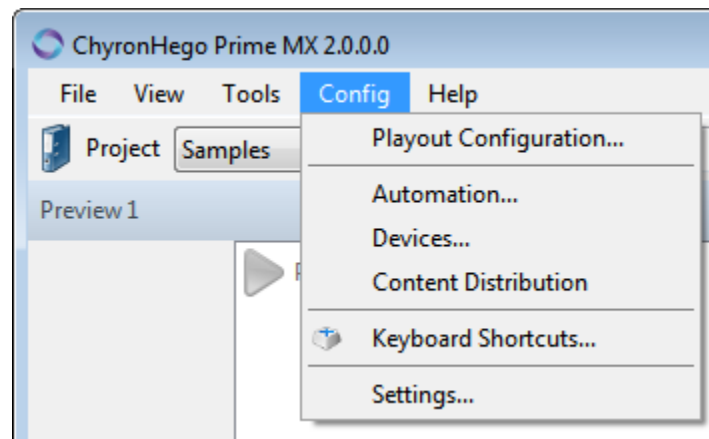 ChyronHego Prime MX 2.0.0.0
File View Tools Config Help
Project Samples
Playout Configuration...
Preview 1
Automation...
Devices...
Content Distribution
Keyboard Shortcuts...
Settings...